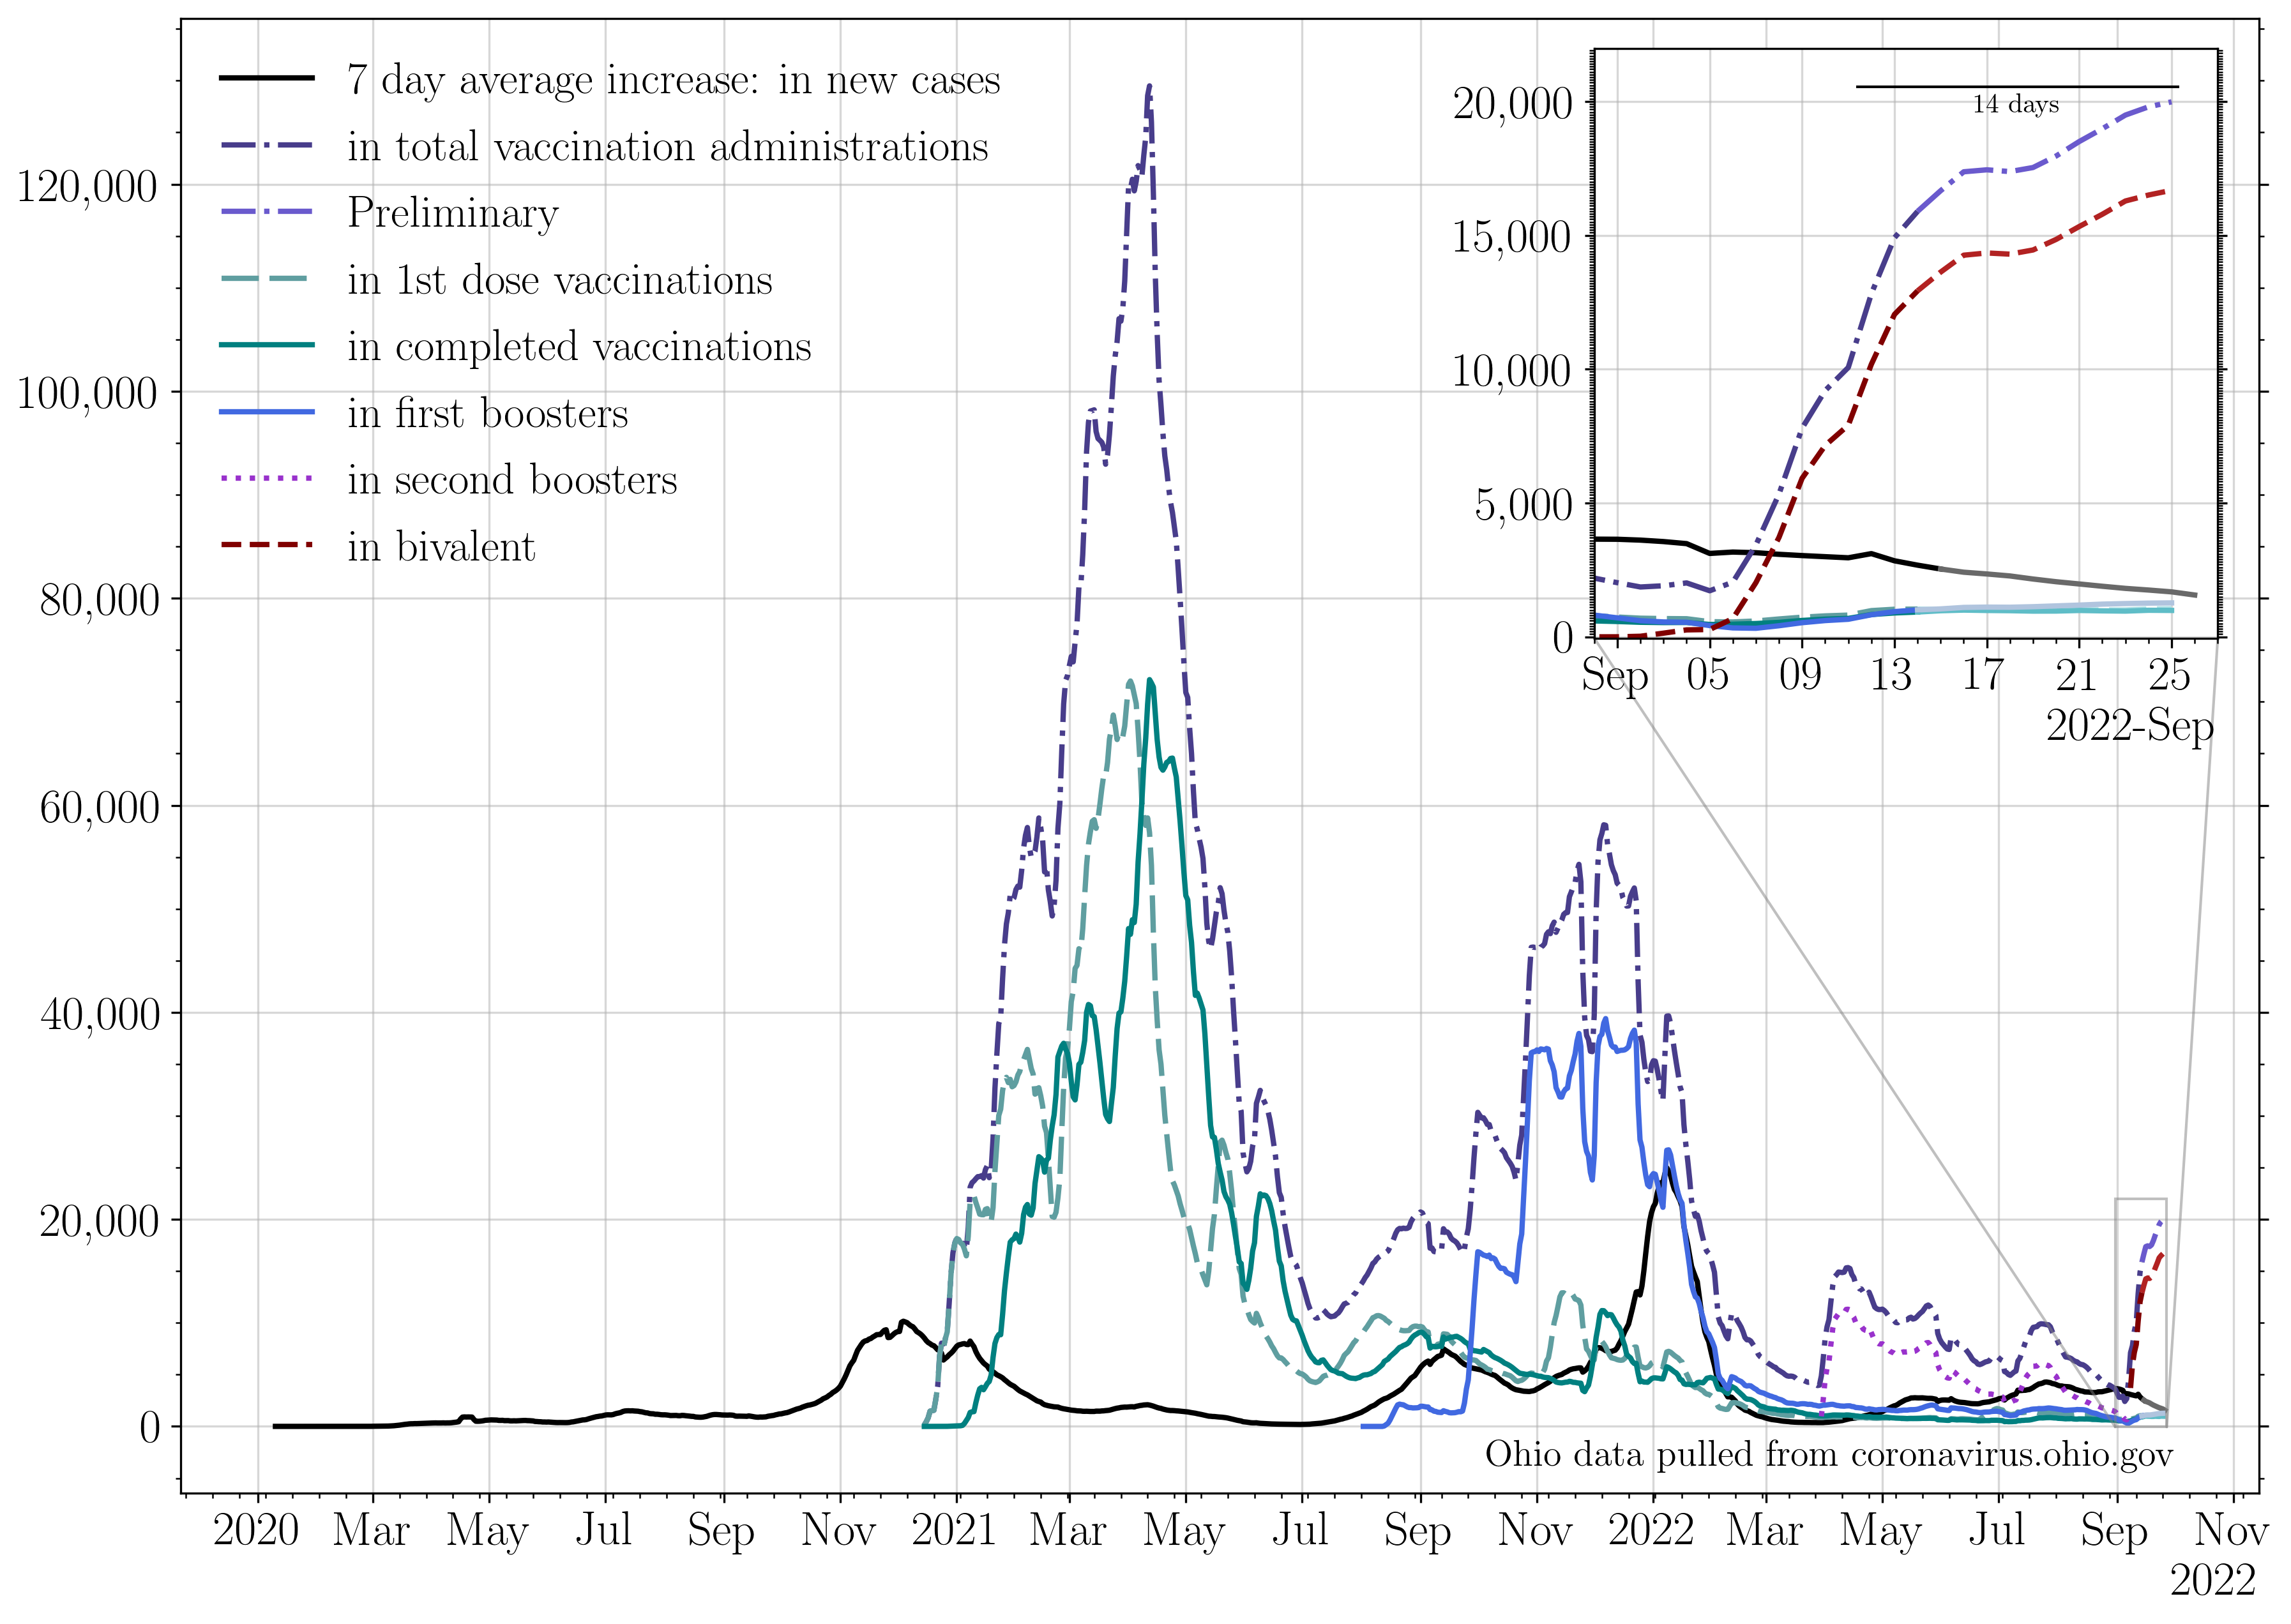 7 day average increase: in new cases
in total vaccination administrations
Preliminary
in 1st dose vaccinations
in completed vaccinations
in first boosters
in second boosters
in bivalent
120,000
100,000
80,000
60,000
40,000
20,000
0
20,000
15,000
10,000
5,000
0
14 days
Sep 05 09 13 17 21 25
2022-Sep
Ohio data pulled from coronavirus.ohio.gov
2020 Mar May Jul Sep Nov 2021 Mar May Jul Sep Nov 2022 Mar May Jul Sep Nov
2022